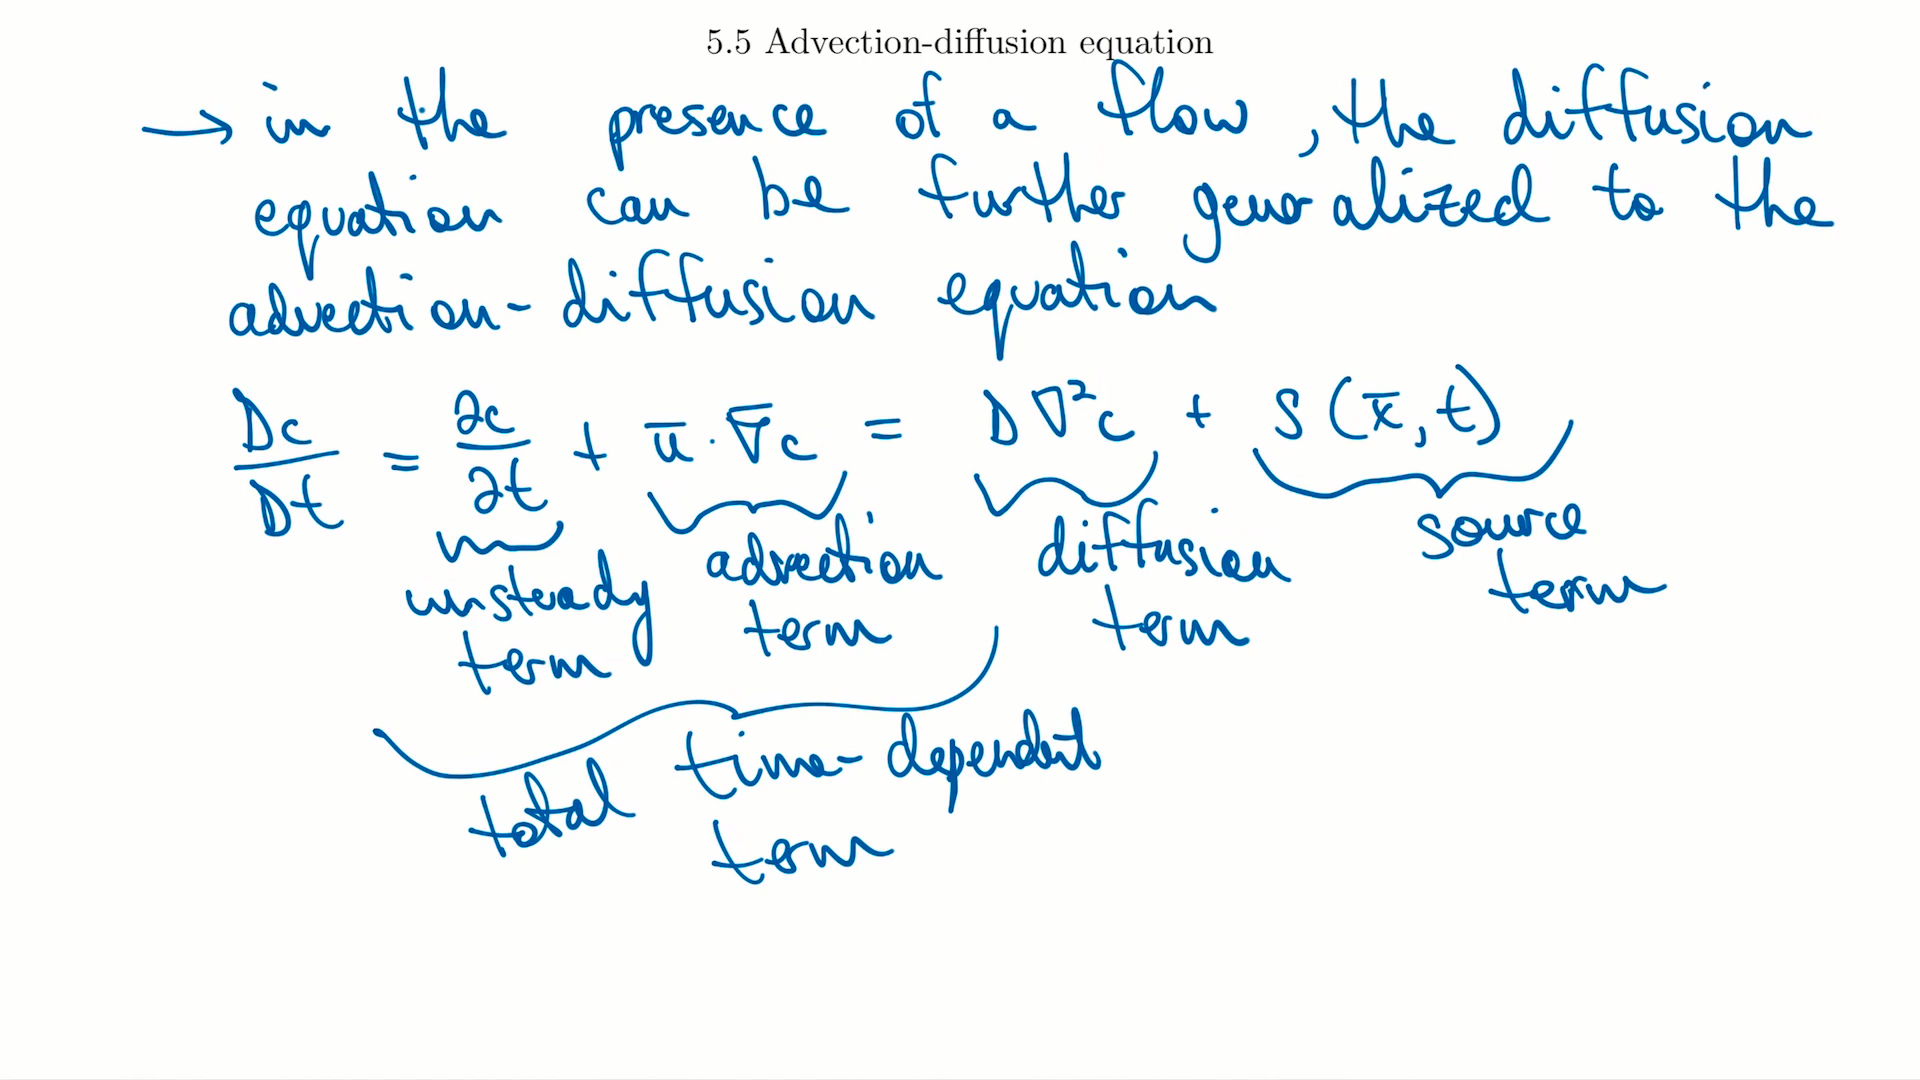 5.5 Advection-diffusion equation
→ in the presence of a flow, the diffusion
equation can be further generalized to the
advection-diffusion equation
Dc/Dt = ∂c/∂t + ū · ∇̄c = D∇²c + S(x̄, t)
unsteady term
advection term
diffusion term
source term
total time-dependent
term